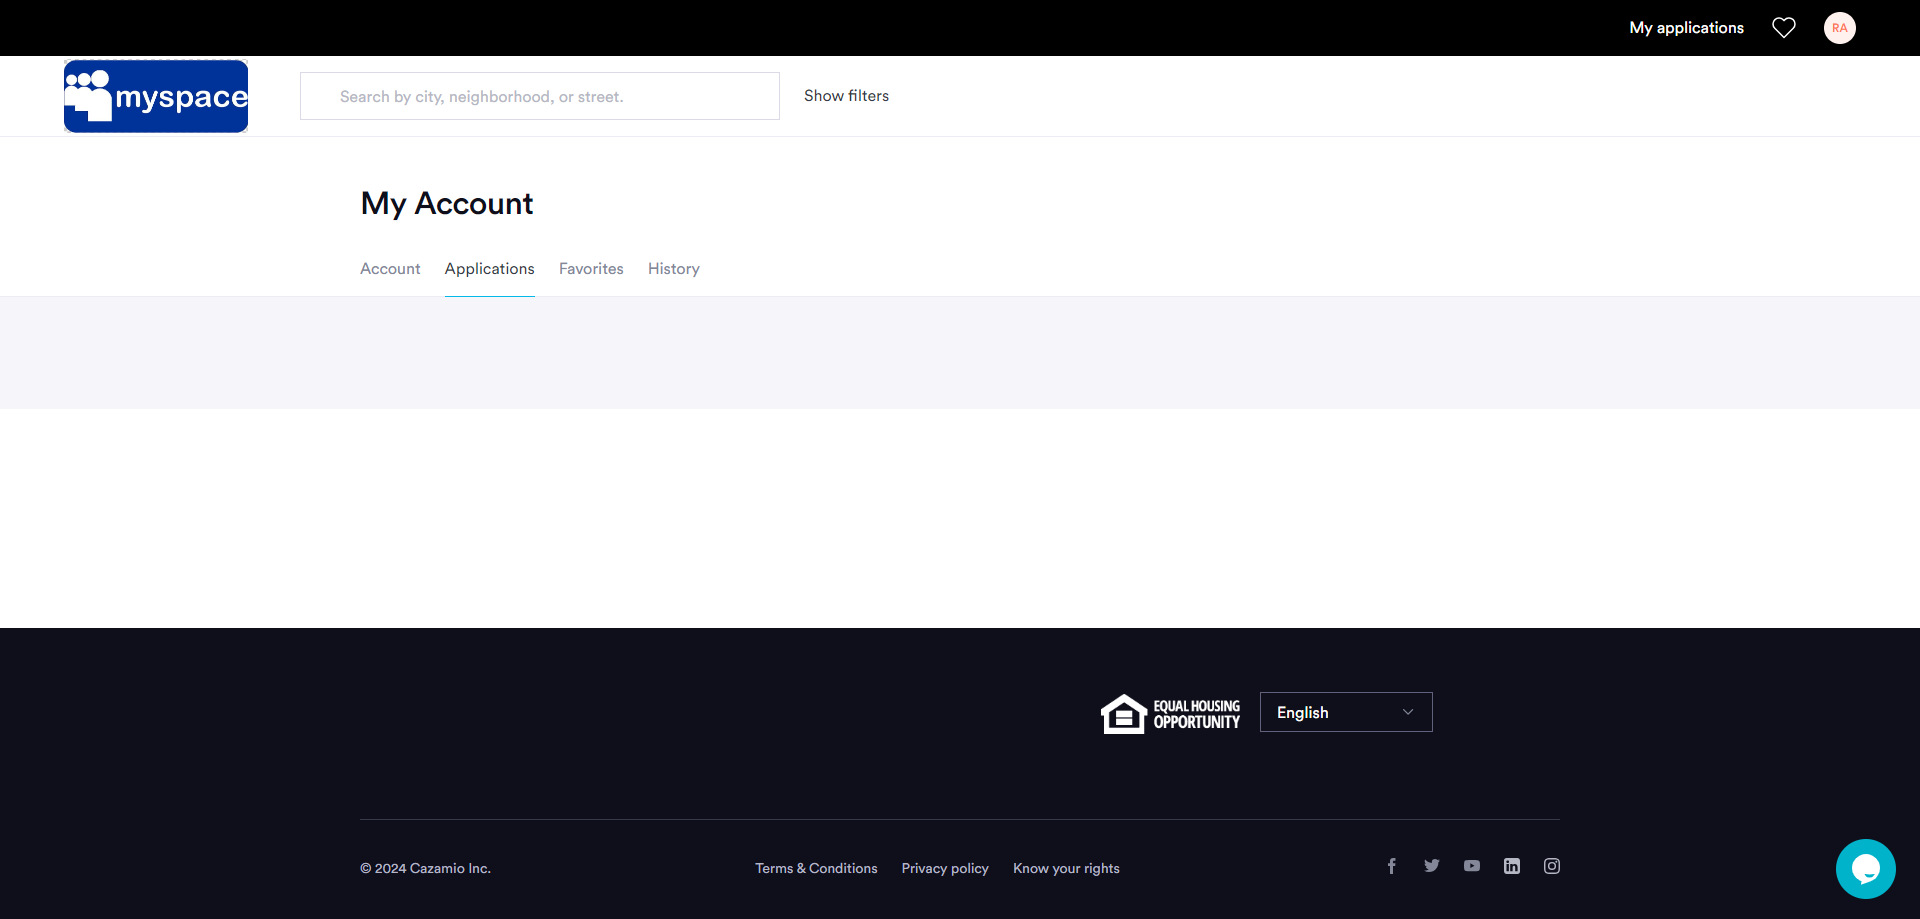 My applications
RA
myspace
Search by city, neighborhood, or street.
Show filters
My Account
Account Applications Favorites History
EQUAL HOUSING
OPPORTUNITY
English
© 2024 Cazamio Inc.
Terms & Conditions Privacy policy Know your rights